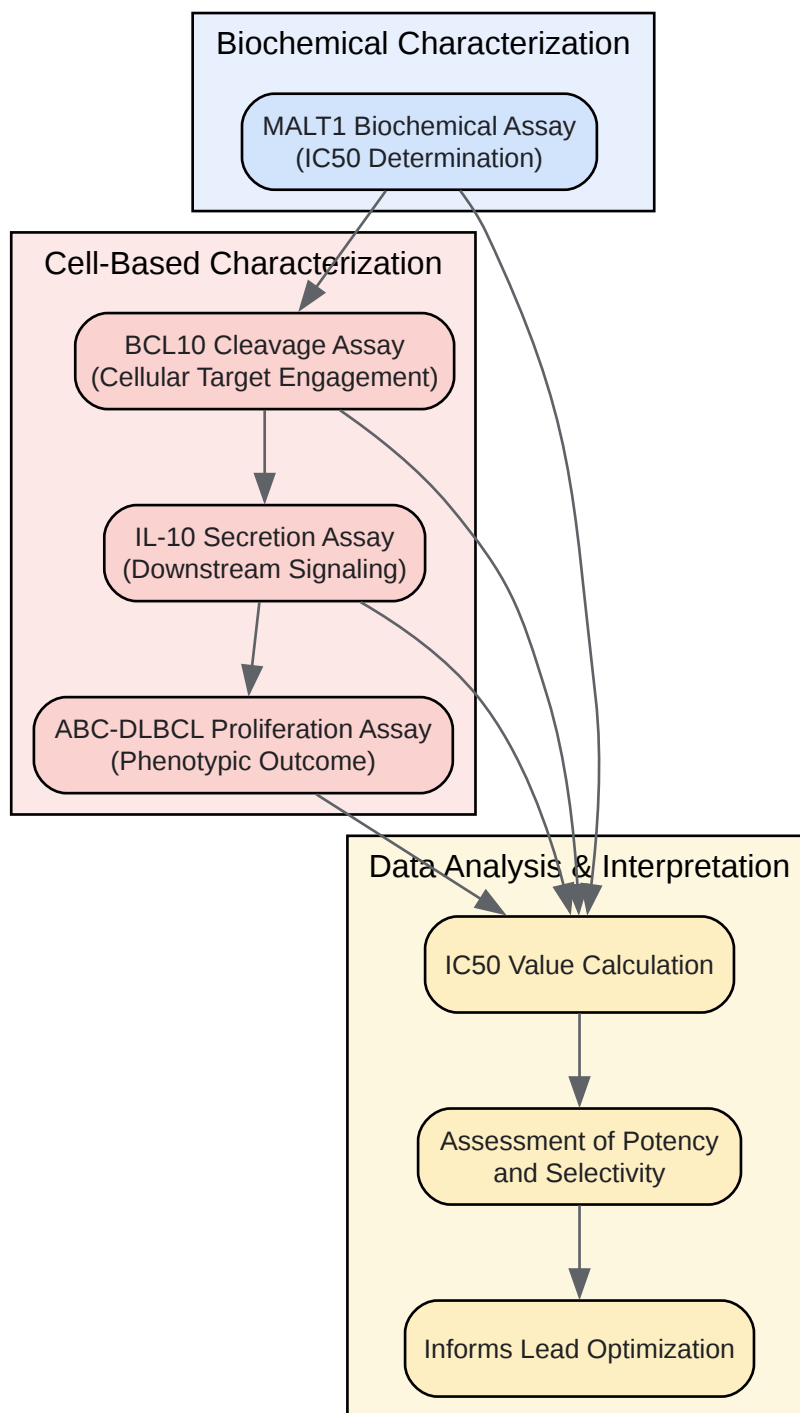 Biochemical Characterization
MALT1 Biochemical Assay
(IC50 Determination)
Cell-Based Characterization
BCL10 Cleavage Assay
(Cellular Target Engagement)
IL-10 Secretion Assay
(Downstream Signaling)
ABC-DLBCL Proliferation Assay
(Phenotypic Outcome)
Data Analysis & Interpretation
IC50 Value Calculation
Assessment of Potency
and Selectivity
Informs Lead Optimization